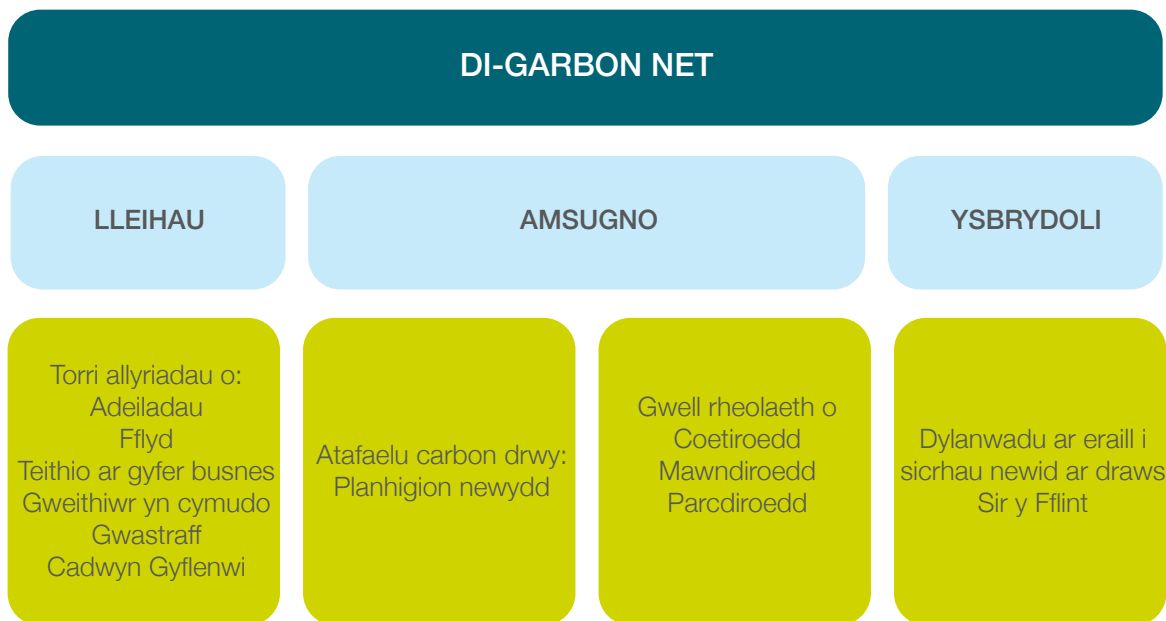 DI-GARBON NET
LLEIHAU
AMSUGNO
YSBRYDOLI
Torri allyriadau o:
Adeiladau
Fflyd
Teithio ar gyfer busnes
Gweithiwr yn cymudo
Gwastraff
Cadwyn Gyflenwi
Atafaelu carbon drwy:
Planhigion newydd
Gwell rheolaeth o
Coetiroedd
Mawndiroedd
Parcdiroedd
Dylanwadu ar eraill i
sicrhau newid ar draws
Sir y Fflint